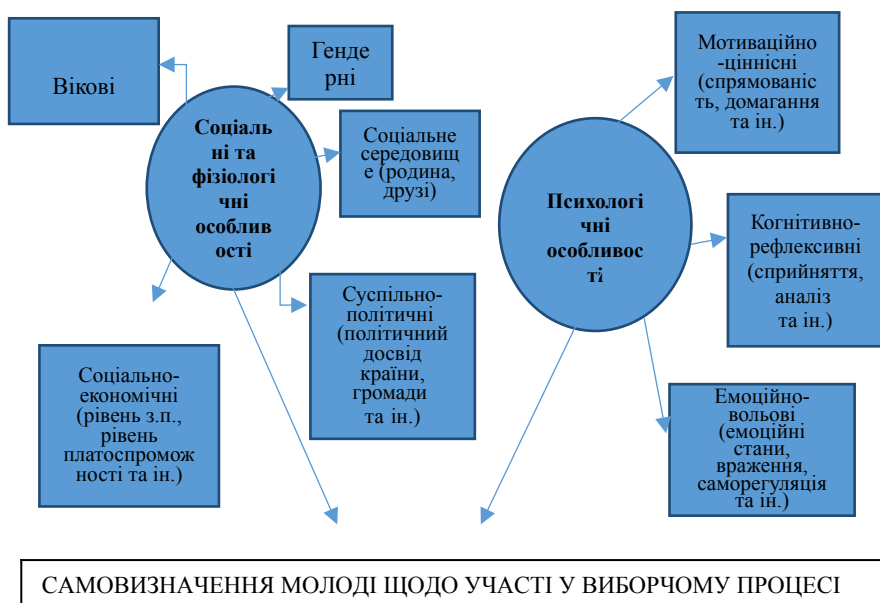 Вікові
Генде
рні
Соціаль
ні та
фізіологі
чні
особлив
ості
Соціальне
середовищ
е (родина,
друзі)
Соціально-
економічні
(рівень з.п.,
рівень
платоспромож
ності та ін.)
Суспільно-
політичні
(політичний
досвід
країни,
громади
та ін.)
Психологі
чні
особливос
ті
Мотиваційно
-ціннісні
(спрямованіс
ть, домагання
та ін.)
Когнітивно-
рефлексивні
(сприйняття,
аналіз
та ін.)
Емоційно-
вольові
(емоційні
стани,
враження,
саморегуляція
та ін.)
САМОВИЗНАЧЕННЯ МОЛОДІ ЩОДО УЧАСТІ У ВИБОРЧОМУ ПРОЦЕСІ